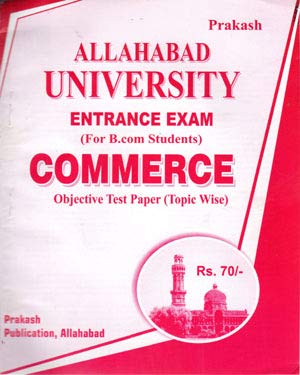 Prakash
ALLAHABAD
UNIVERSITY
ENTRANCE EXAM
(For B.com Students)
COMMERCE
Objective Test Paper (Topic Wise)
Rs. 70/-
Prakash
Publication, Allahabad